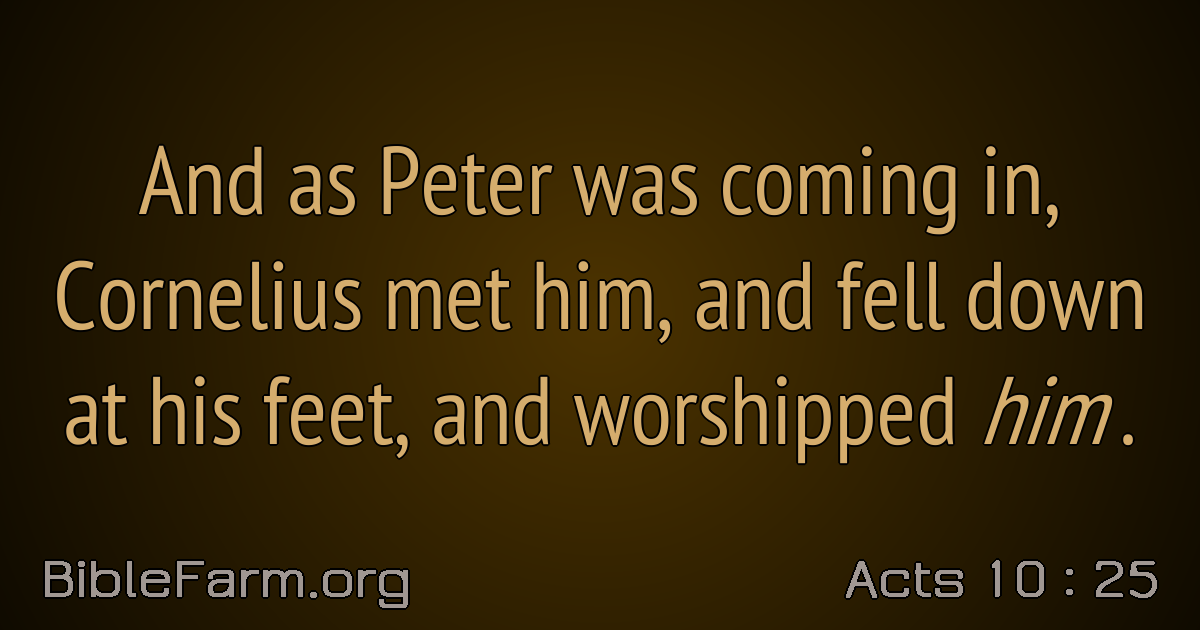 And as Peter was coming in,
Cornelius met him, and fell down
at his feet, and worshipped him.
BibleFarm.org
Acts 10 : 25